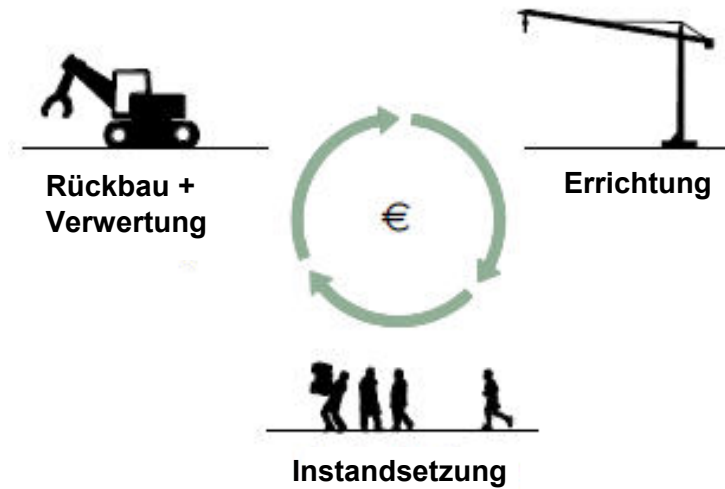 Rückbau +
Verwertung
Errichtung
€
Instandsetzung